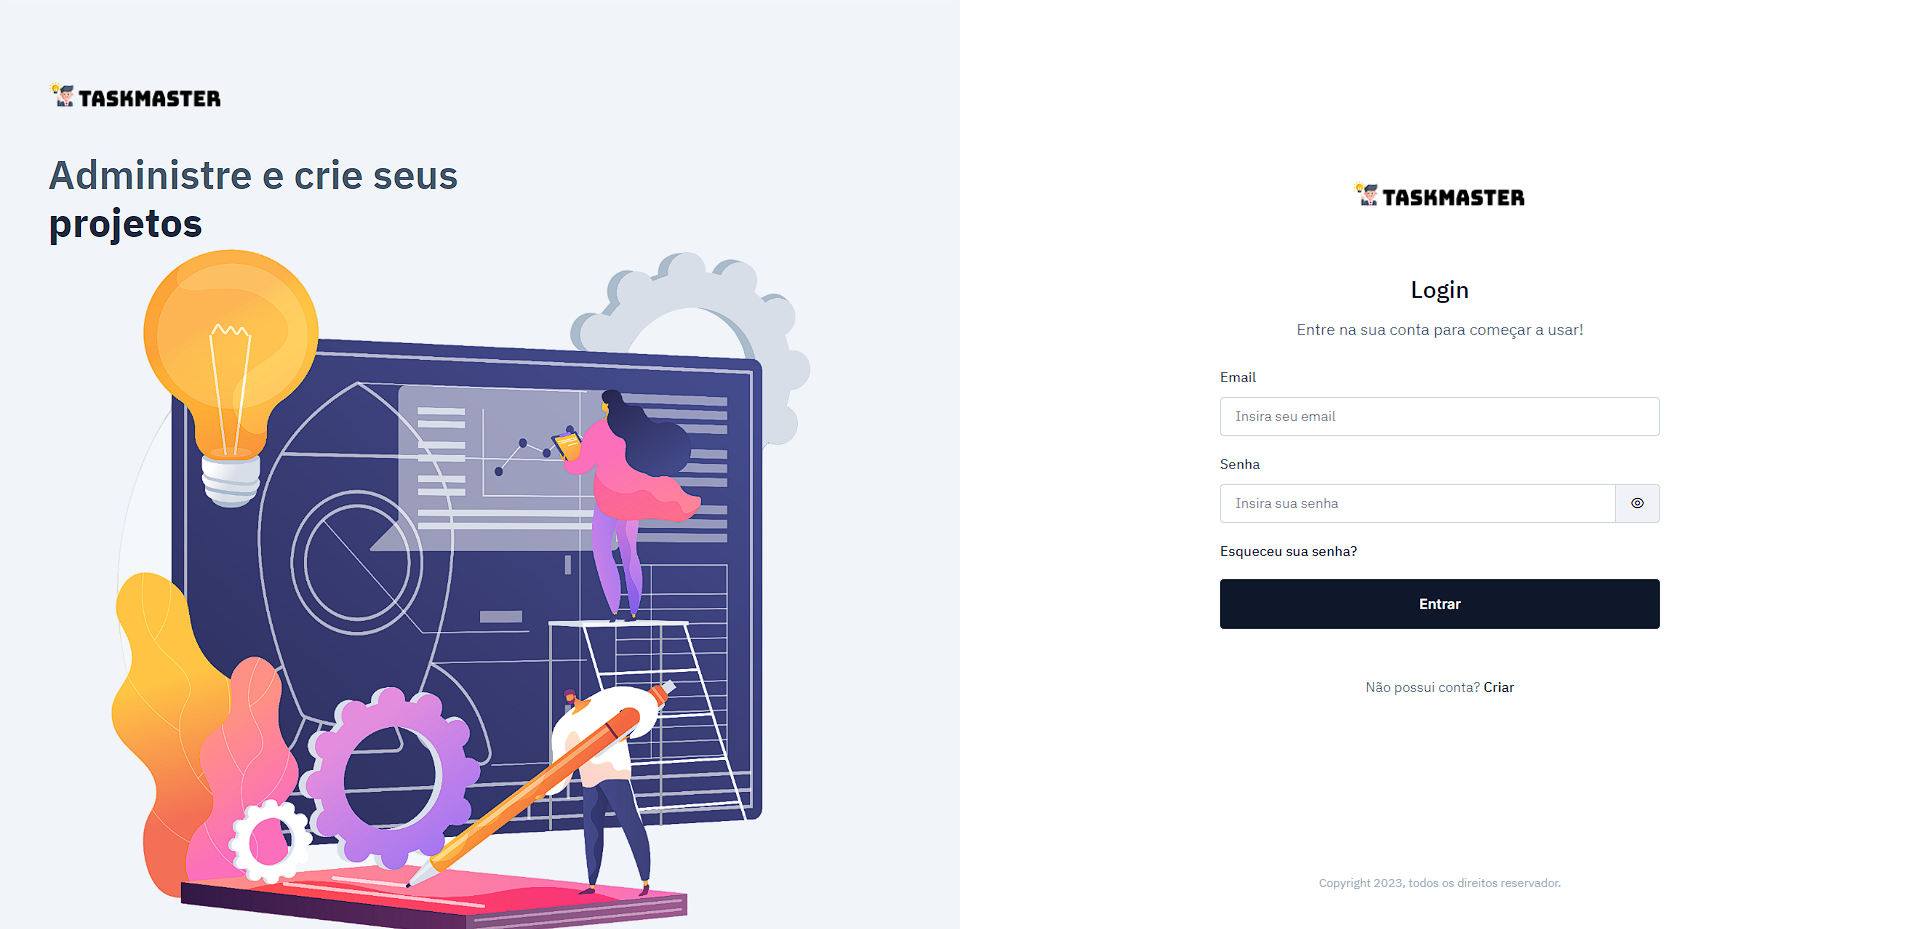 TASKMASTER
Administre e crie seus
projetos
TASKMASTER
Login
Entre na sua conta para começar a usar!
Email
Insira seu email
Senha
Insira sua senha
Esqueceu sua senha?
Entrar
Não possui conta? Criar
Copyright 2023, todos os direitos reservador.